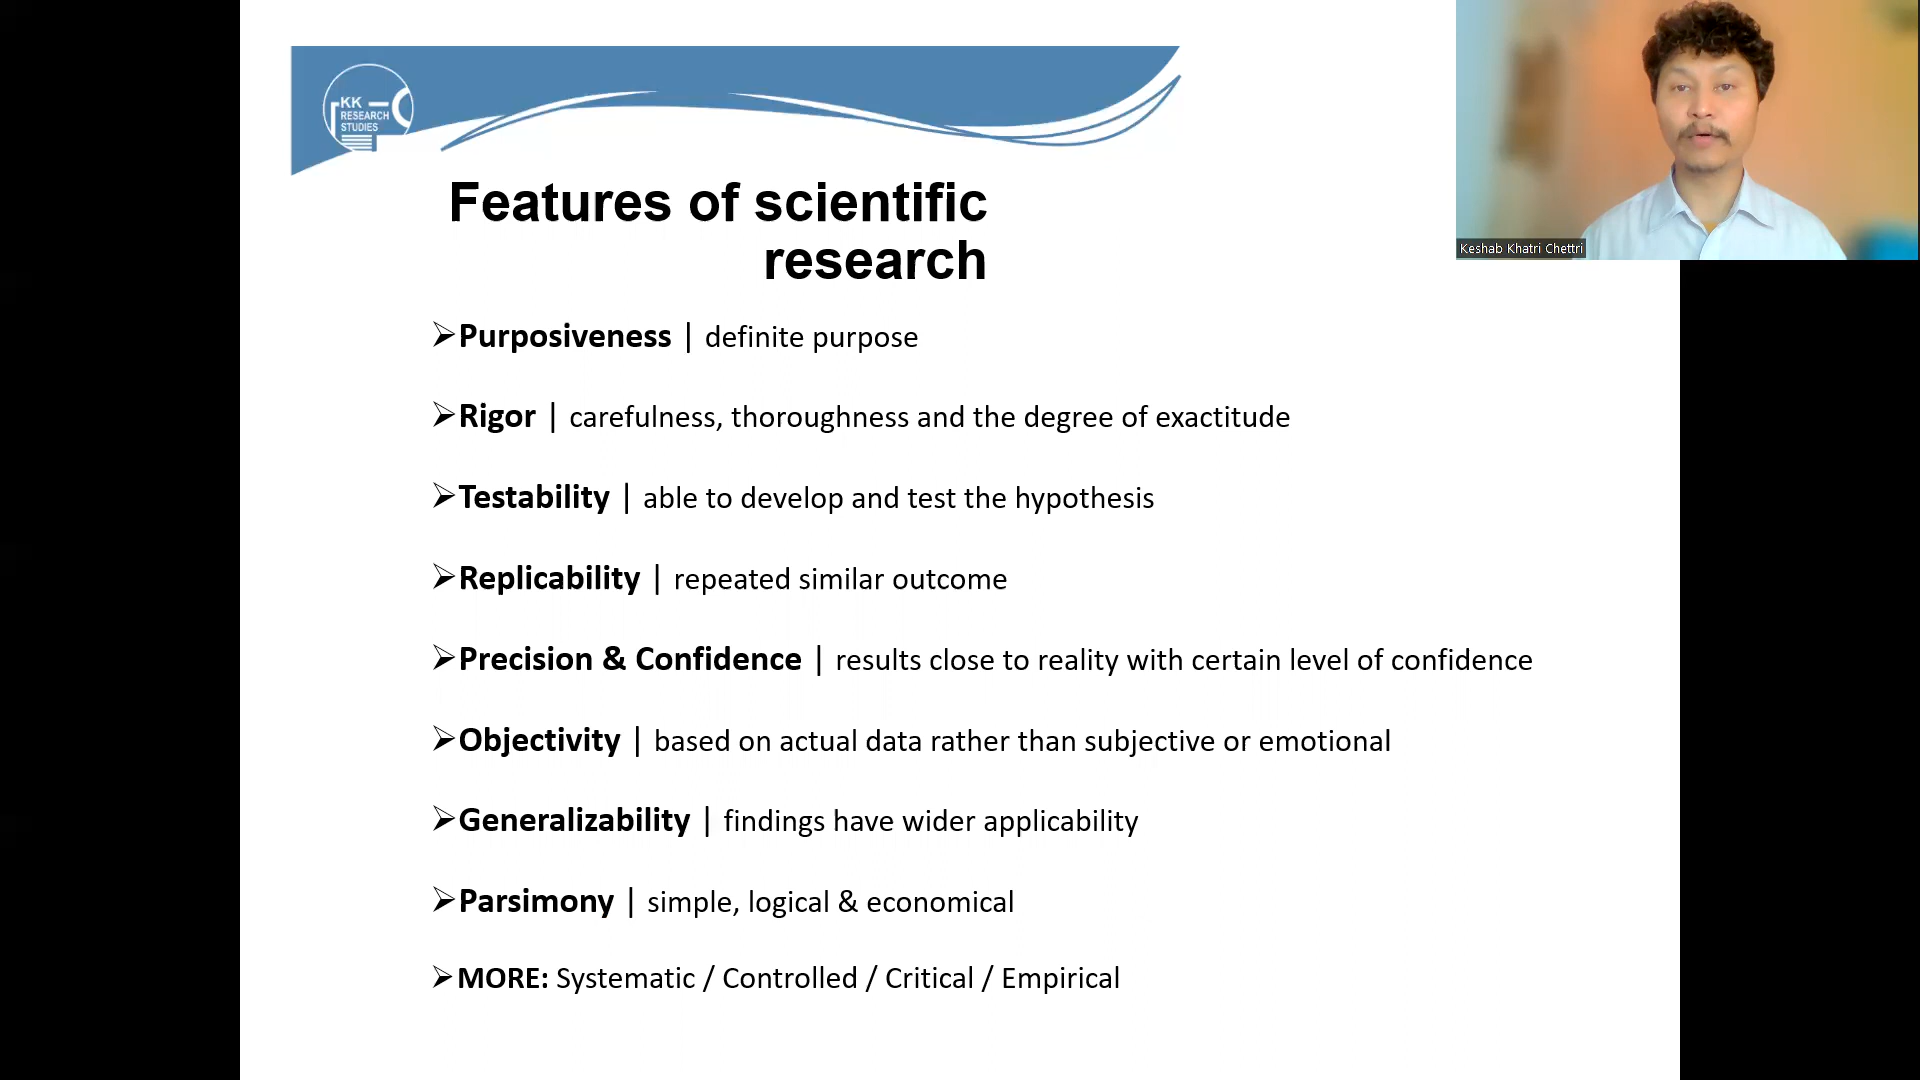 KK
RESEARCH
STUDIES
Keshab Khatri Chettri
Features of scientific
research
➢Purposiveness | definite purpose
➢Rigor | carefulness, thoroughness and the degree of exactitude
➢Testability | able to develop and test the hypothesis
➢Replicability | repeated similar outcome
➢Precision & Confidence | results close to reality with certain level of confidence
➢Objectivity | based on actual data rather than subjective or emotional
➢Generalizability | findings have wider applicability
➢Parsimony | simple, logical & economical
➢MORE: Systematic / Controlled / Critical / Empirical